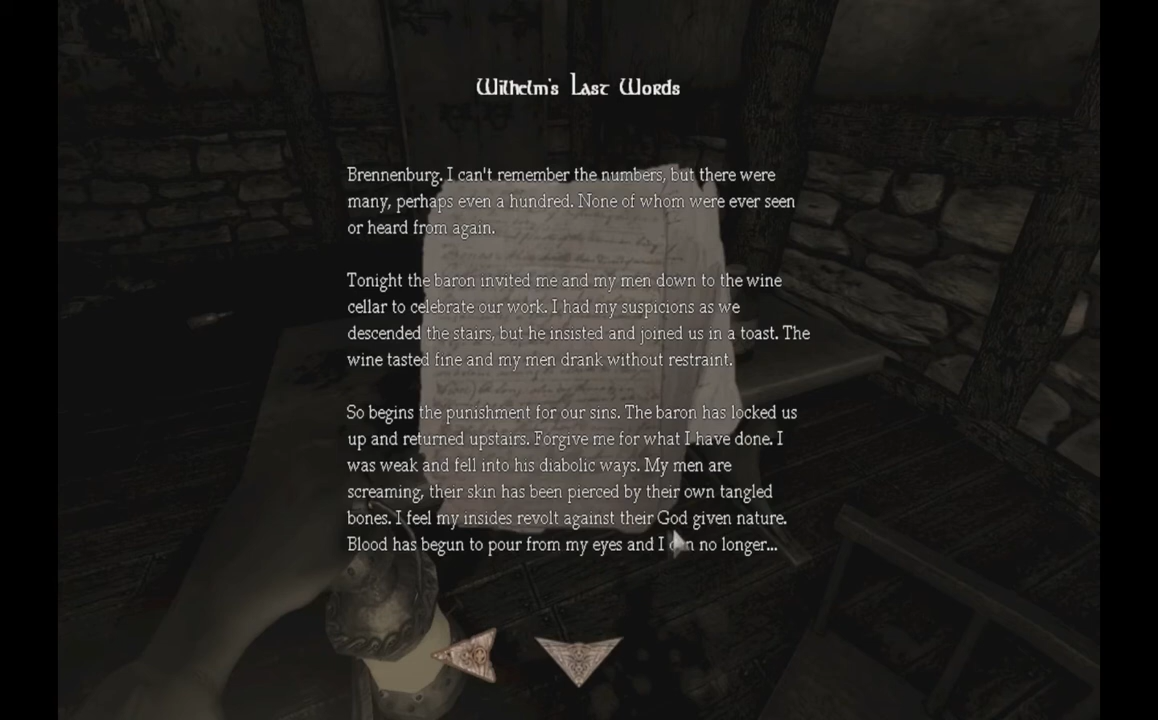 Wilhelm's Last Words
Brennenburg. I can't remember the numbers, but there were
many, perhaps even a hundred. None of whom were ever seen
or heard from again.
Tonight the baron invited me and my men down to the wine
cellar to celebrate our work. I had my suspicions as we
descended the stairs, but he insisted and joined us in a toast. The
wine tasted fine and my men drank without restraint.
So begins the punishment for our sins. The baron has locked us
up and returned upstairs. Forgive me for what I have done. I
was weak and fell into his diabolic ways. My men are
screaming, their skin has been pierced by their own tangled
bones. I feel my insides revolt against their God given nature.
Blood has begun to pour from my eyes and I can no longer...